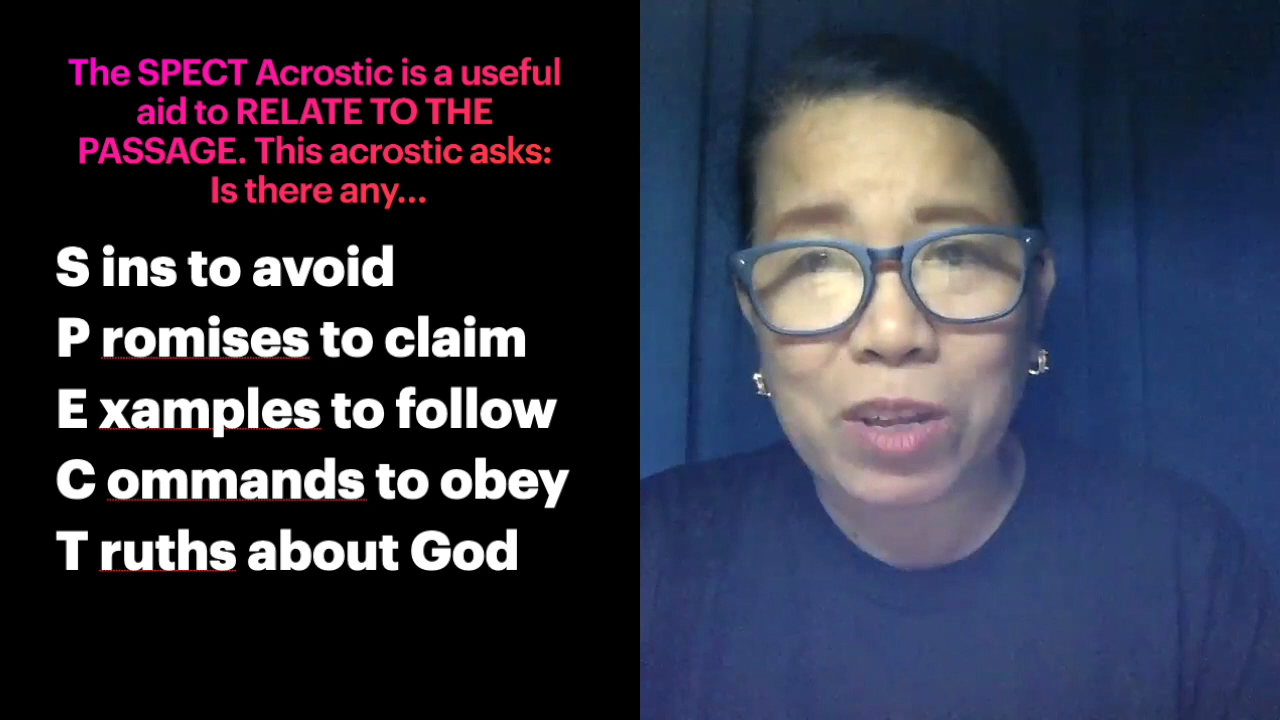 The SPECT Acrostic is a useful
aid to RELATE TO THE
PASSAGE. This acrostic asks:
Is there any...
S ins to avoid
P romises to claim
E xamples to follow
C ommands to obey
T ruths about God